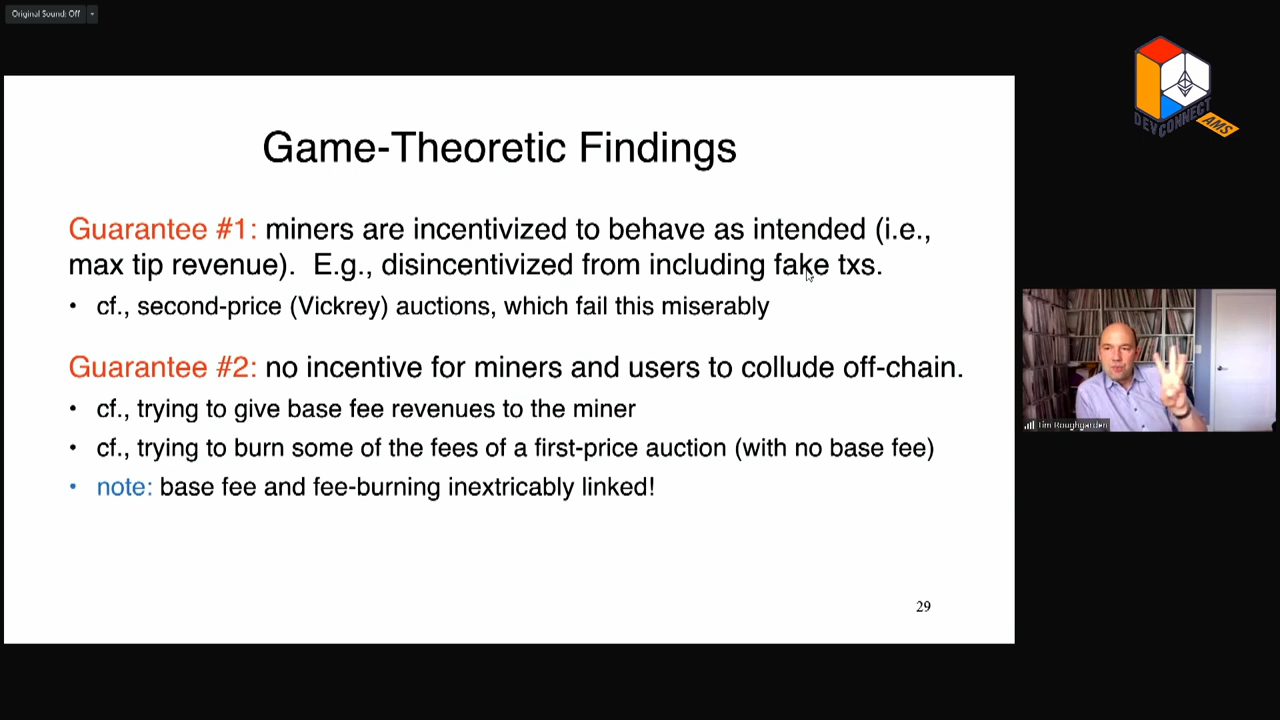 Original Sound: Off
DEVCONNECT
AMS
Game-Theoretic Findings
Guarantee #1: miners are incentivized to behave as intended (i.e.,
max tip revenue). E.g., disincentivized from including fake txs.
• cf., second-price (Vickrey) auctions, which fail this miserably
Guarantee #2: no incentive for miners and users to collude off-chain.
• cf., trying to give base fee revenues to the miner
• cf., trying to burn some of the fees of a first-price auction (with no base fee)
• note: base fee and fee-burning inextricably linked!
29
Tim Roughgarden